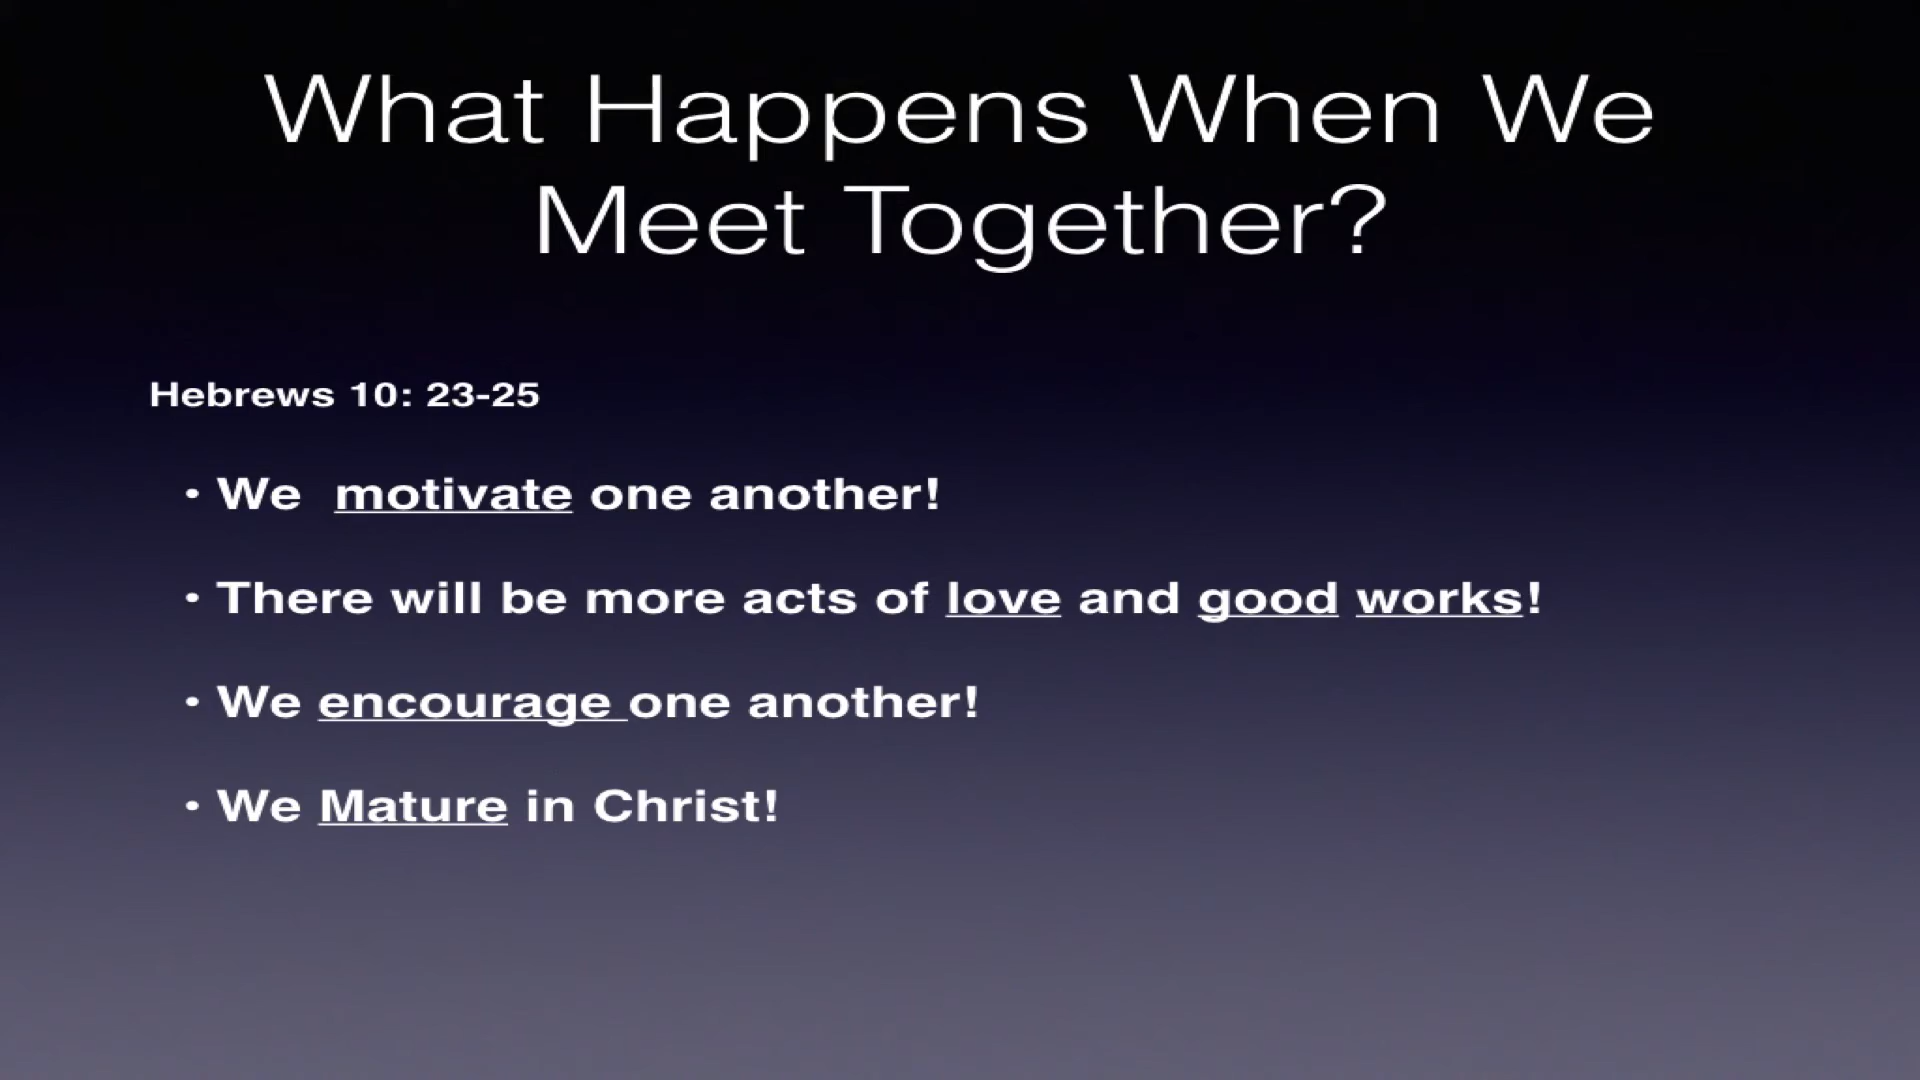 What Happens When We
Meet Together?
Hebrews 10: 23-25
• We  motivate one another!
• There will be more acts of love and good works!
• We encourage one another!
• We Mature in Christ!